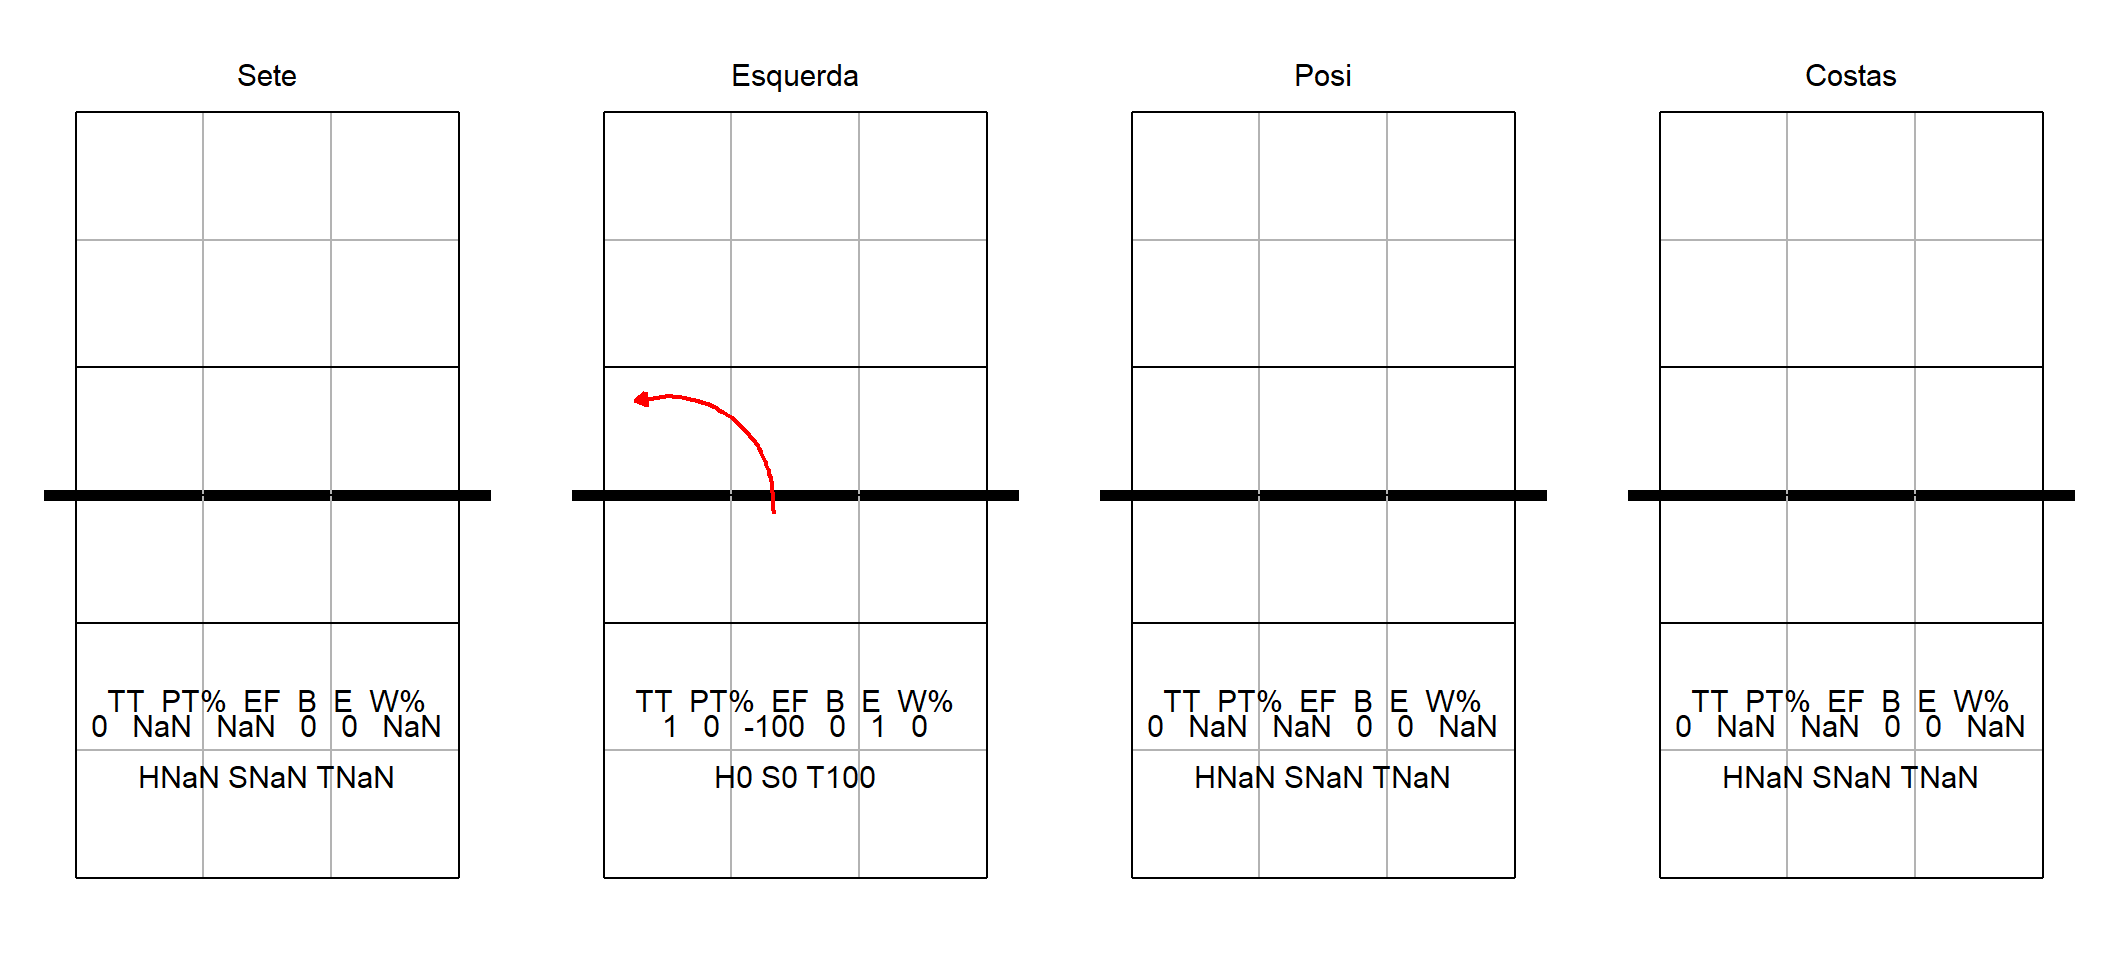 Sete
TT PT% EF B E W%
0 NaN NaN 0 0 NaN
HNaN SNaN TNaN
Esquerda
TT PT% EF B E W%
1 0 -100 0 1 0
H0 S0 T100
Posi
TT PT% EF B E W%
0 NaN NaN 0 0 NaN
HNaN SNaN TNaN
Costas
TT PT% EF B E W%
0 NaN NaN 0 0 NaN
HNaN SNaN TNaN